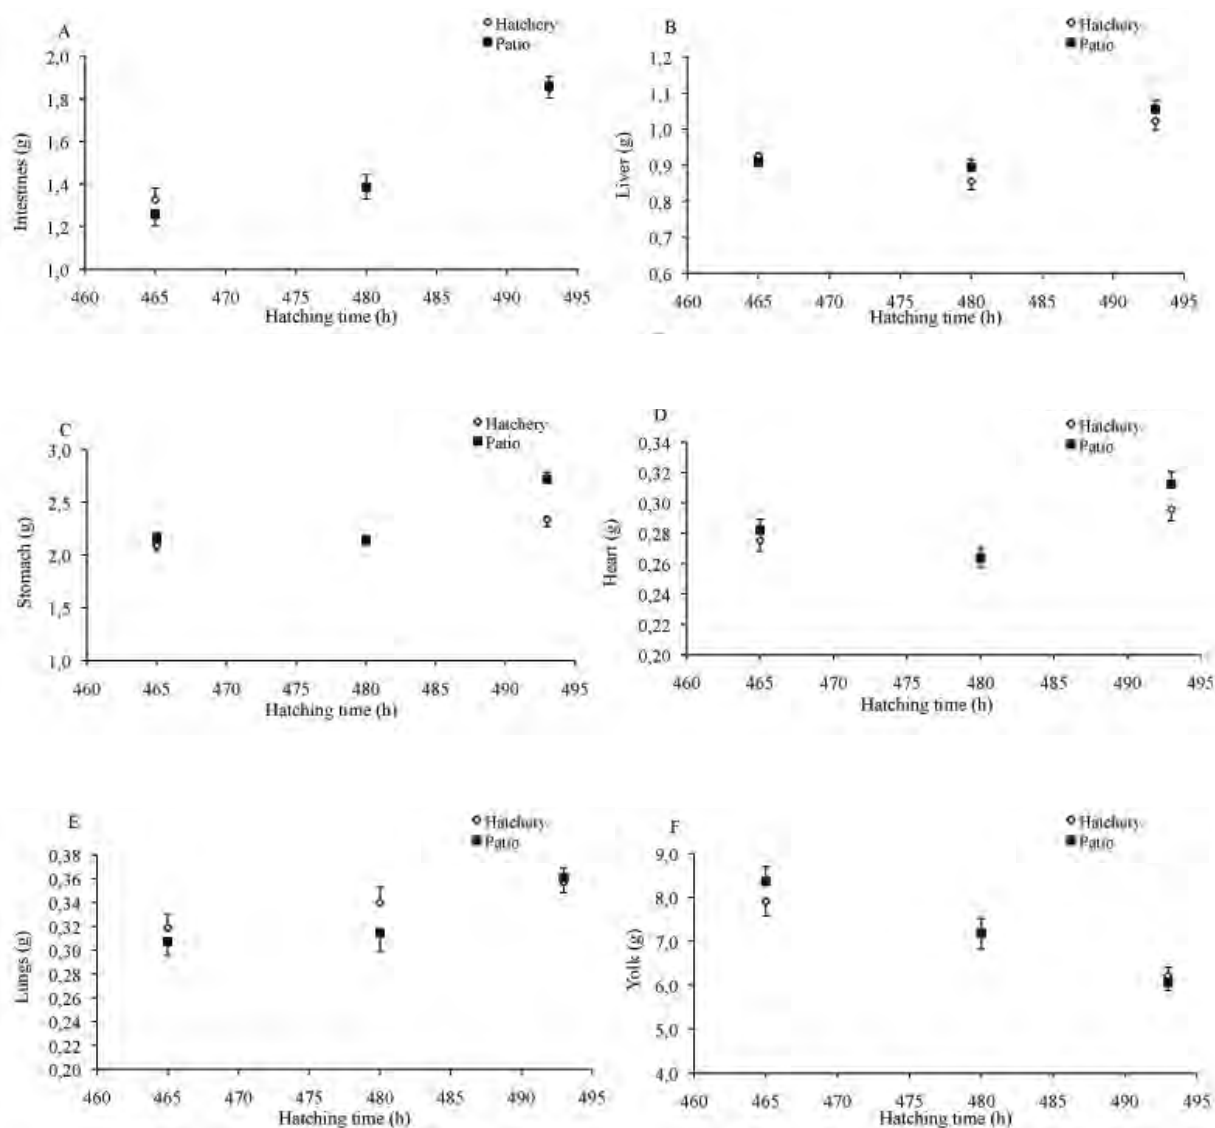 A
Hatchery
Patio
2,0
1,8
1,6
1,4
1,2
1,0
Intestines (g)
460 465 470 475 480 485 490 495
Hatching time (h)
B
Hatchery
Patio
1,2
1,1
1,0
0,9
0,8
0,7
0,6
Liver (g)
460 465 470 475 480 485 490 495
Hatching time (h)
C
Hatchery
Patio
3,0
2,5
2,0
1,5
1,0
Stomach (g)
460 465 470 475 480 485 490 495
Hatching time (h)
D
Hatchery
Patio
0,34
0,32
0,30
0,28
0,26
0,24
0,22
0,20
Heart (g)
460 465 470 475 480 485 490 495
Hatching time (h)
E
Hatchery
Patio
0,38
0,36
0,34
0,32
0,30
0,28
0,26
0,24
0,22
0,20
Lungs (g)
460 465 470 475 480 485 490 495
Hatching time (h)
F
Hatchery
Patio
9,0
8,0
7,0
6,0
5,0
4,0
Yolk (g)
460 465 470 475 480 485 490 495
Hatching time (h)